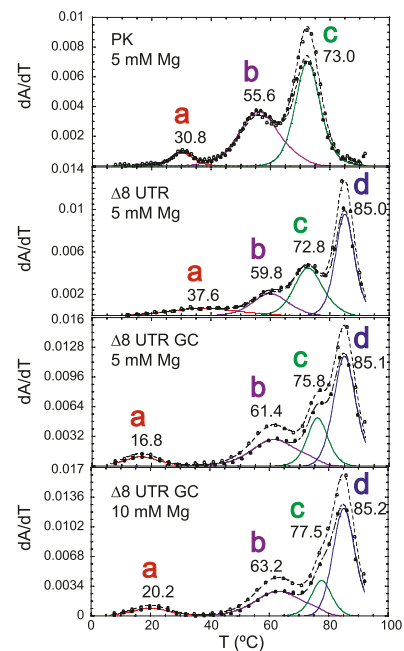 0.01
PK
5 mM Mg
c
73.0
0.008
dA/dT
0.006
b
55.6
0.004
a
30.8
0.002
0.014
Δ8 UTR
5 mM Mg
d
85.0
0.01
dA/dT
c
72.8
0.006
b
59.8
a
37.6
0.002
0.016
Δ8 UTR GC
5 mM Mg
d
85.1
0.0128
c
75.8
dA/dT
0.0096
b
61.4
0.0064
a
16.8
0.0032
0.017
Δ8 UTR GC
10 mM Mg
d
85.2
0.0136
c
77.5
dA/dT
0.0102
b
63.2
0.0068
a
20.2
0.0034
0
0 20 40 60 80 100
T (ºC)